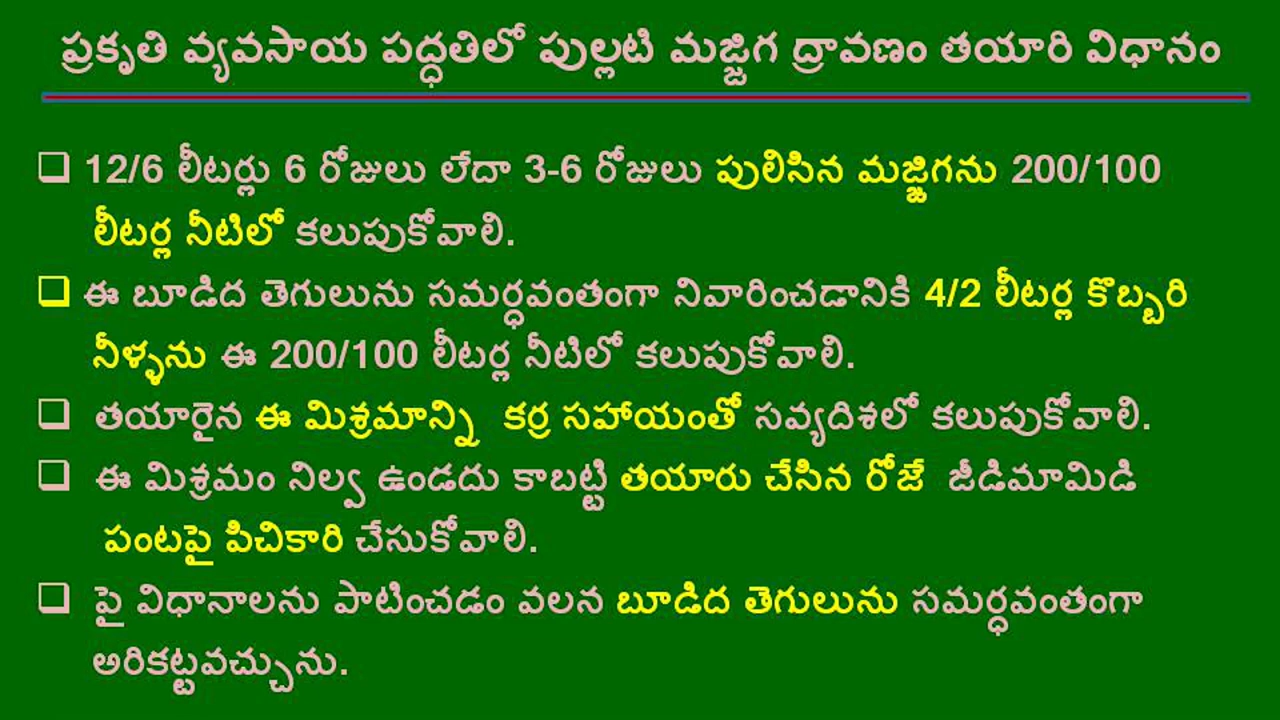 ప్రకృతి వ్యవసాయ పద్ధతిలో పుల్లటి మజ్జిగ ద్రావణం తయారి విధానం
❑ 12/6 లీటర్లు 6 రోజులు లేదా 3-6 రోజులు పులిసిన మజ్జిగను 200/100
లీటర్ల నీటిలో కలుపుకోవాలి.
❑ ఈ బూడిద తెగులును సమర్ధవంతంగా నివారించడానికి 4/2 లీటర్ల కొబ్బరి
నీళ్ళను ఈ 200/100 లీటర్ల నీటిలో కలుపుకోవాలి.
❑ తయారైన ఈ మిశ్రమాన్ని కర్ర సహాయంతో సవ్యదిశలో కలుపుకోవాలి.
❑ ఈ మిశ్రమం నిల్వ ఉండదు కాబట్టి తయారు చేసిన రోజే జీడిమామిడి
పంటపై పిచికారి చేసుకోవాలి.
❑ పై విధానాలను పాటించడం వలన బూడిద తెగులును సమర్ధవంతంగా
అరికట్టవచ్చును.